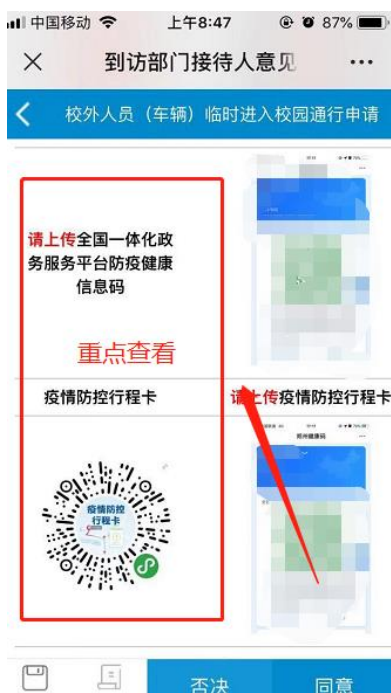 中国移动 上午8:47 87%
到访部门接待人意见
校外人员（车辆）临时进入校园通行申请
请上传全国一体化政
务服务平台防疫健康
信息码
重点查看
疫情防控行程卡
请上传疫情防控行程卡
疫情防控
行程卡
郑州健康码
否决
同意